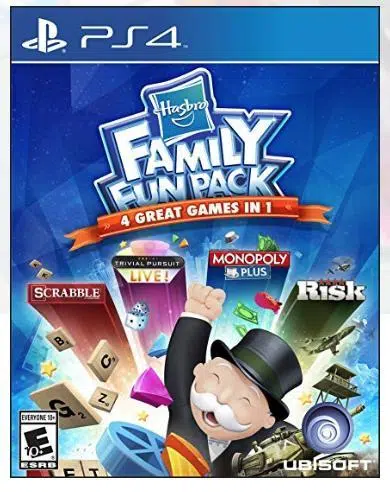 PS4
Hasbro
FAMILY
FUN PACK
4 GREAT GAMES IN 1
TRIVIAL PURSUIT
LIVE!
MONOPOLY
PLUS
SCRABBLE
RISK
B
O
G
Z
E
T
EVERYONE 10+
E
ESRB
UBISOFT